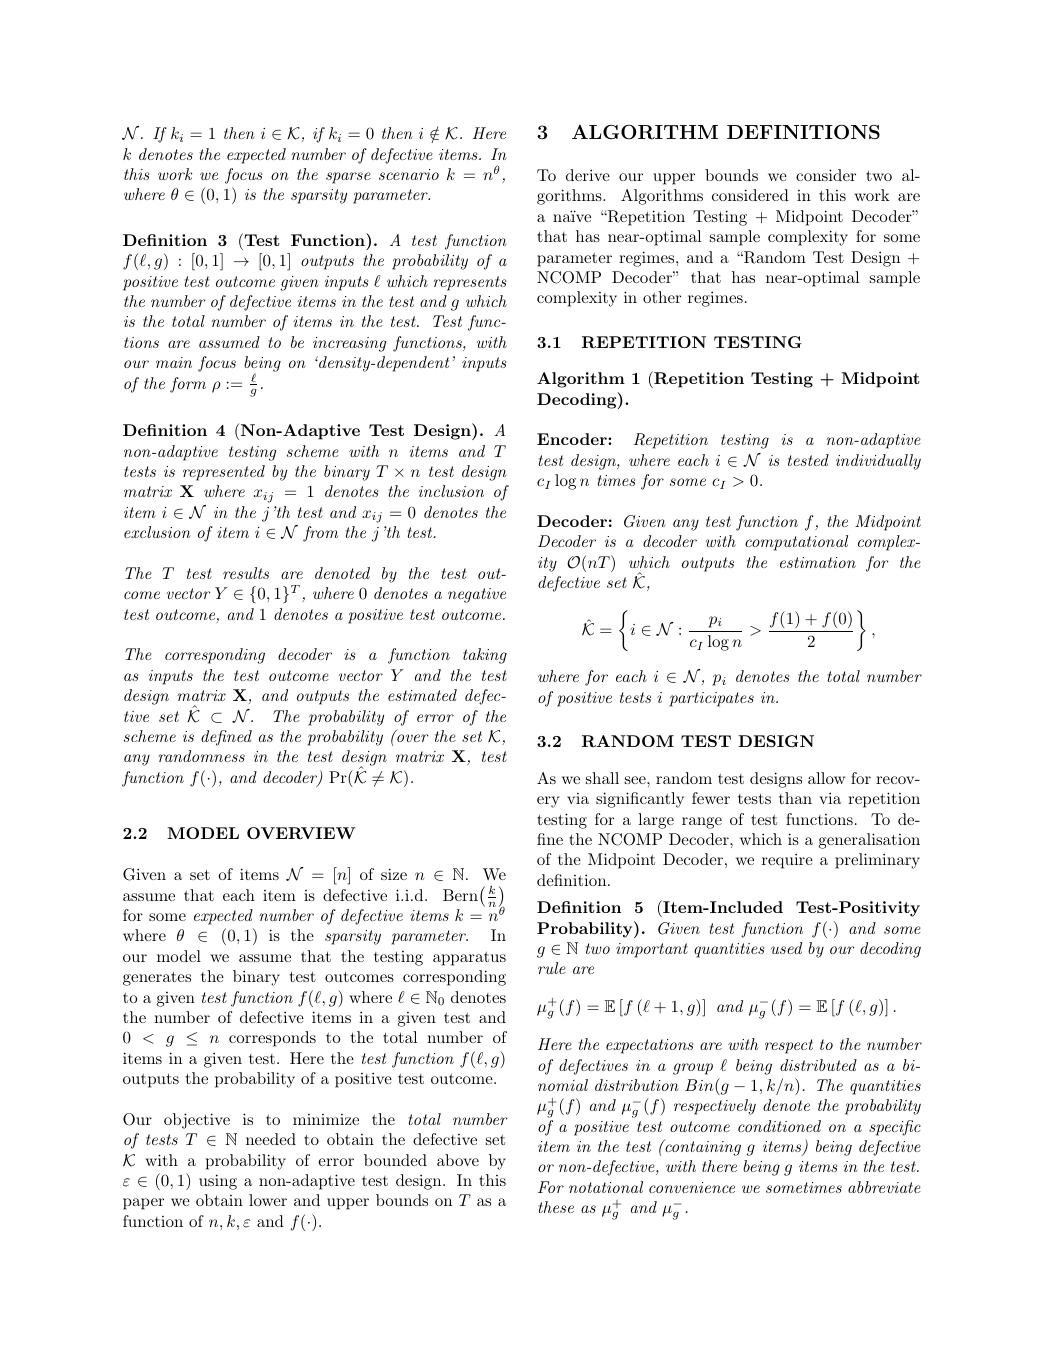 𝒩. If kᵢ = 1 then i ∈ 𝒦, if kᵢ = 0 then i ∉ 𝒦. Here
k denotes the expected number of defective items. In
this work we focus on the sparse scenario k = n^θ,
where θ ∈ (0, 1) is the sparsity parameter.
Definition 3 (Test Function). A test function
f(ℓ, g) : [0, 1] → [0, 1] outputs the probability of a
positive test outcome given inputs ℓ which represents
the number of defective items in the test and g which
is the total number of items in the test. Test func-
tions are assumed to be increasing functions, with
our main focus being on ‘density-dependent’ inputs
of the form ρ := ℓ/g.
Definition 4 (Non-Adaptive Test Design). A
non-adaptive testing scheme with n items and T
tests is represented by the binary T × n test design
matrix X where x_{ij} = 1 denotes the inclusion of
item i ∈ 𝒩 in the j’th test and x_{ij} = 0 denotes the
exclusion of item i ∈ 𝒩 from the j’th test.
The T test results are denoted by the test out-
come vector Y ∈ {0, 1}^T, where 0 denotes a negative
test outcome, and 1 denotes a positive test outcome.
The corresponding decoder is a function taking
as inputs the test outcome vector Y and the test
design matrix X, and outputs the estimated defec-
tive set 𝒦̂ ⊂ 𝒩. The probability of error of the
scheme is defined as the probability (over the set 𝒦,
any randomness in the test design matrix X, test
function f(·), and decoder) Pr(𝒦̂ ≠ 𝒦).
2.2 MODEL OVERVIEW
Given a set of items 𝒩 = [n] of size n ∈ ℕ. We
assume that each item is defective i.i.d. Bern(k/n)
for some expected number of defective items k = n^θ
where θ ∈ (0, 1) is the sparsity parameter. In
our model we assume that the testing apparatus
generates the binary test outcomes corresponding
to a given test function f(ℓ, g) where ℓ ∈ ℕ₀ denotes
the number of defective items in a given test and
0 < g ≤ n corresponds to the total number of
items in a given test. Here the test function f(ℓ, g)
outputs the probability of a positive test outcome.
Our objective is to minimize the total number
of tests T ∈ ℕ needed to obtain the defective set
𝒦 with a probability of error bounded above by
ε ∈ (0, 1) using a non-adaptive test design. In this
paper we obtain lower and upper bounds on T as a
function of n, k, ε and f(·).
3 ALGORITHM DEFINITIONS
To derive our upper bounds we consider two al-
gorithms. Algorithms considered in this work are
a naïve “Repetition Testing + Midpoint Decoder”
that has near-optimal sample complexity for some
parameter regimes, and a “Random Test Design +
NCOMP Decoder” that has near-optimal sample
complexity in other regimes.
3.1 REPETITION TESTING
Algorithm 1 (Repetition Testing + Midpoint
Decoding).
Encoder: Repetition testing is a non-adaptive
test design, where each i ∈ 𝒩 is tested individually
c_I log n times for some c_I > 0.
Decoder: Given any test function f, the Midpoint
Decoder is a decoder with computational complex-
ity 𝒪(nT) which outputs the estimation for the
defective set 𝒦̂,
𝒦̂ = { i ∈ 𝒩 : pᵢ / (c_I log n) > (f(1) + f(0)) / 2 } ,
where for each i ∈ 𝒩, pᵢ denotes the total number
of positive tests i participates in.
3.2 RANDOM TEST DESIGN
As we shall see, random test designs allow for recov-
ery via significantly fewer tests than via repetition
testing for a large range of test functions. To de-
fine the NCOMP Decoder, which is a generalisation
of the Midpoint Decoder, we require a preliminary
definition.
Definition 5 (Item-Included Test-Positivity
Probability). Given test function f(·) and some
g ∈ ℕ two important quantities used by our decoding
rule are
μ_g^+(f) = 𝔼 [f (ℓ + 1, g)] and μ_g^−(f) = 𝔼 [f (ℓ, g)] .
Here the expectations are with respect to the number
of defectives in a group ℓ being distributed as a bi-
nomial distribution Bin(g − 1, k/n). The quantities
μ_g^+(f) and μ_g^−(f) respectively denote the probability
of a positive test outcome conditioned on a specific
item in the test (containing g items) being defective
or non-defective, with there being g items in the test.
For notational convenience we sometimes abbreviate
these as μ_g^+ and μ_g^−.